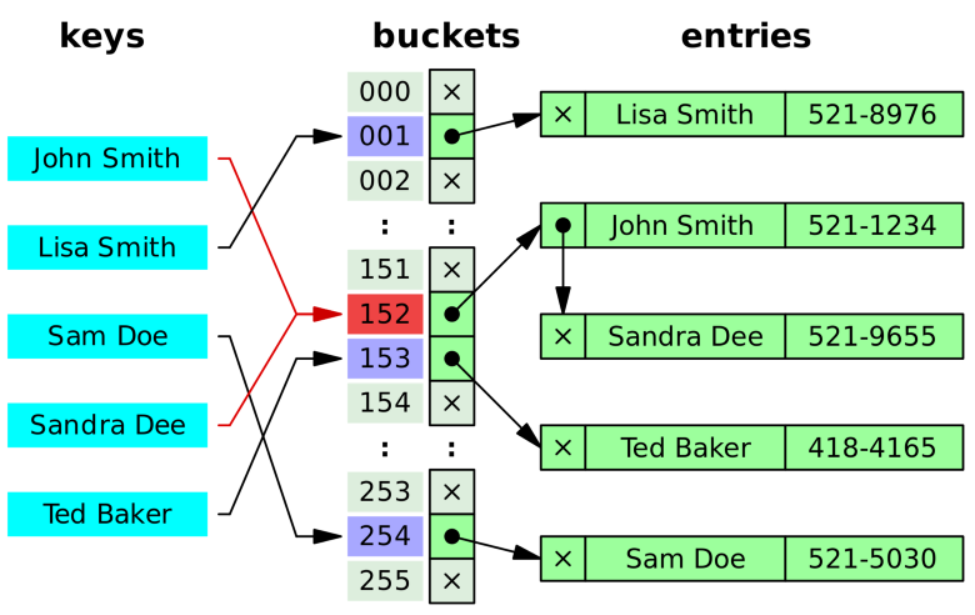 keys
buckets
entries
John Smith
Lisa Smith
Sam Doe
Sandra Dee
Ted Baker
000 ×
001
002 ×
: :
151 ×
152
153
154 ×
: :
253 ×
254
255 ×
× Lisa Smith 521-8976
John Smith 521-1234
× Sandra Dee 521-9655
× Ted Baker 418-4165
× Sam Doe 521-5030